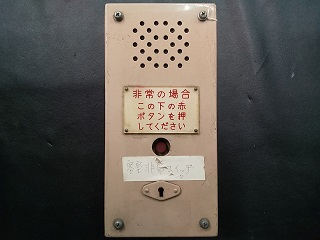 非常の場合
この下の赤
ボタンを押
してください